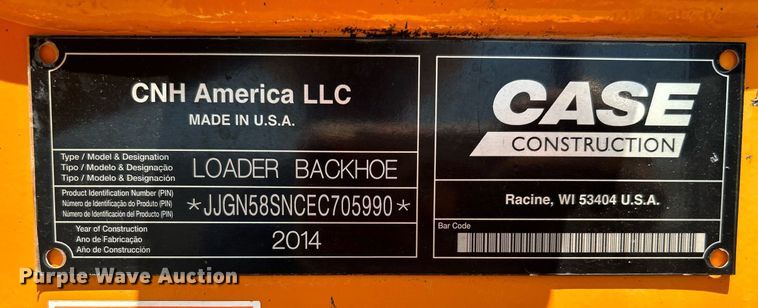 CNH America LLC
MADE IN U.S.A.
Type / Model & Designation
Tipo / Modelo & Designação
Tipo / Modelo & Designación
LOADER BACKHOE
Product Identification Number (PIN)
Número de Identificação do Produto (PIN)
Número de Identificación del Producto (PIN)
*JJGN58SNCEC705990*
Year of Construction
Ano de Fabricação
Año de Construcción
2014
CASE
CONSTRUCTION
Racine, WI 53404 U.S.A.
Bar Code
Purple Wave Auction